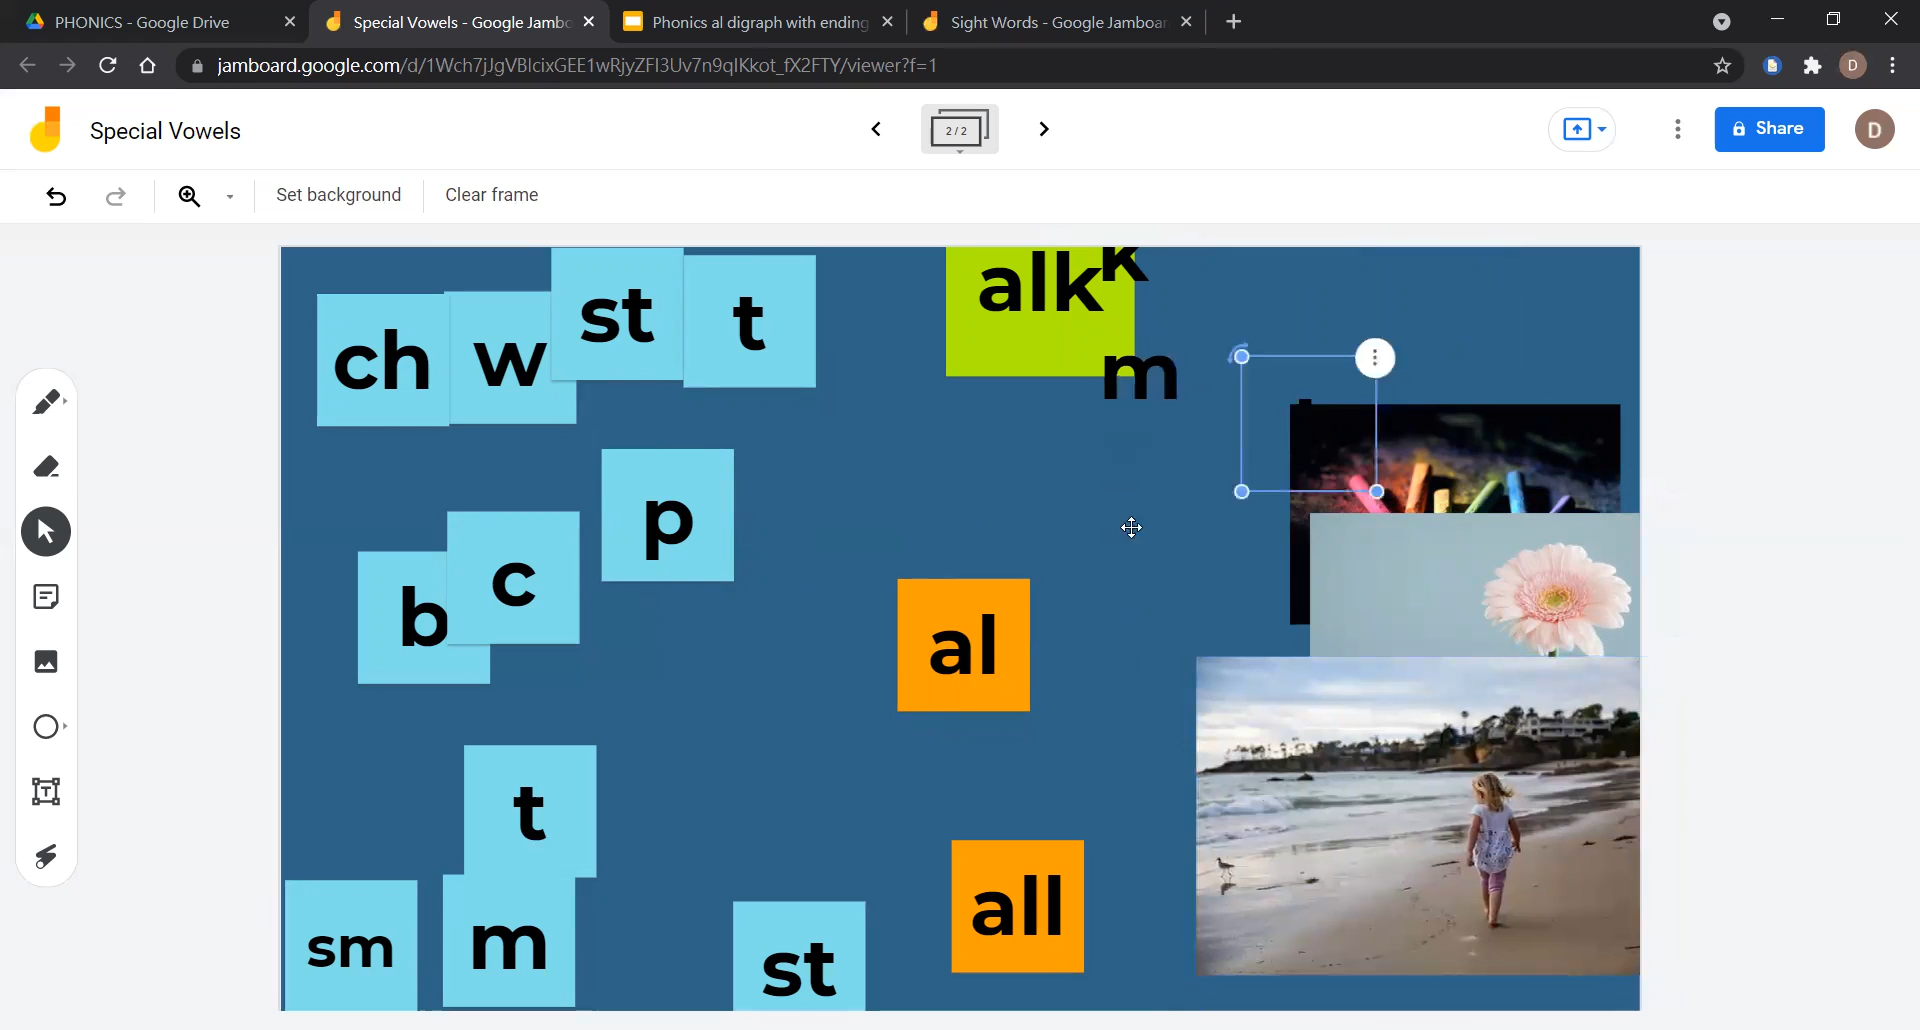 PHONICS - Google Drive
Special Vowels - Google Jambo
Phonics al digraph with ending
Sight Words - Google Jamboar
jamboard.google.com/d/1Wch7jJgVBlcixGEE1wRjyZFI3Uv7n9qlKkot_fX2FTY/viewer?f=1
D
Special Vowels
2 / 2
Share
D
Set background
Clear frame
ch
w
st
t
alk
k
m
p
b
c
al
t
all
sm
m
st